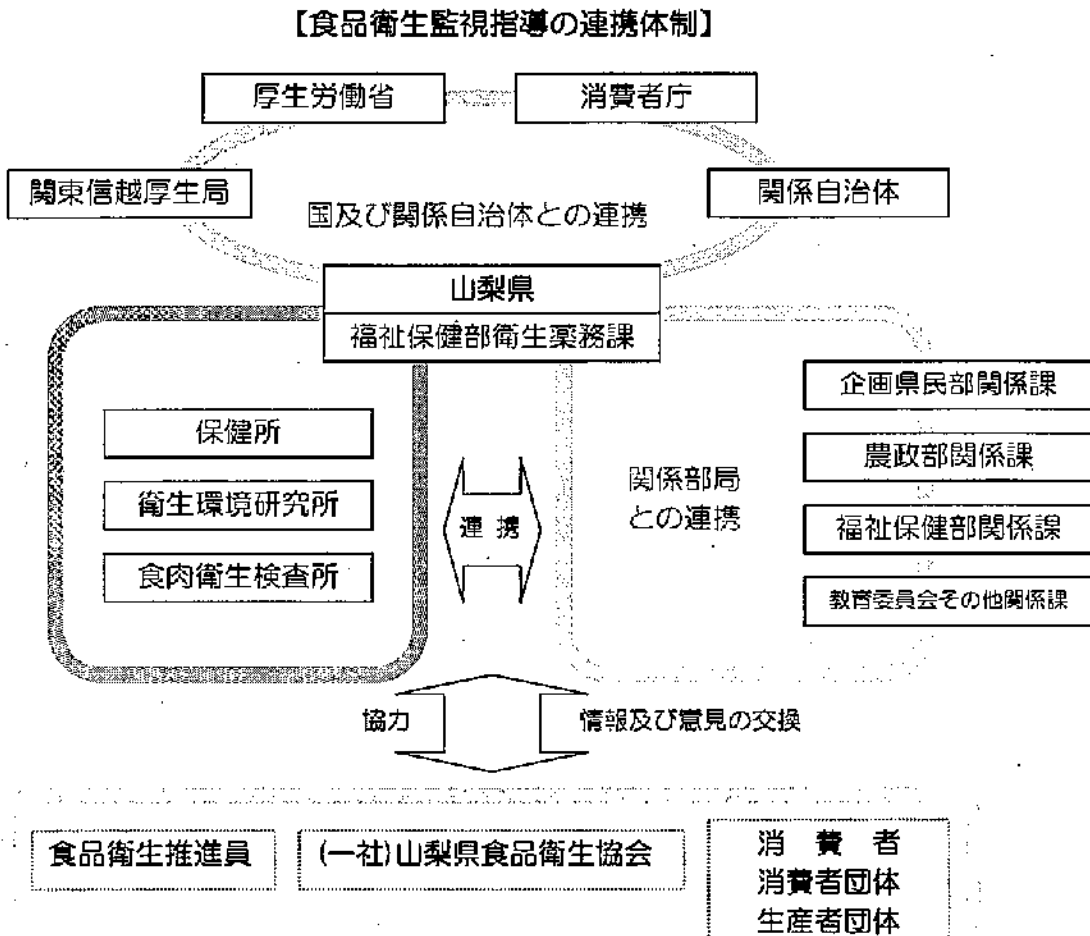 【食品衛生監視指導の連携体制】
厚生労働省
消費者庁
関東信越厚生局
関係自治体
国及び関係自治体との連携
山梨県
福祉保健部衛生薬務課
保健所
衛生環境研究所
食肉衛生検査所
連 携
関係部局
との連携
企画県民部関係課
農政部関係課
福祉保健部関係課
教育委員会その他関係課
協力
情報及び意見の交換
食品衛生推進員
(一社)山梨県食品衛生協会
消 費 者
消費者団体
生産者団体